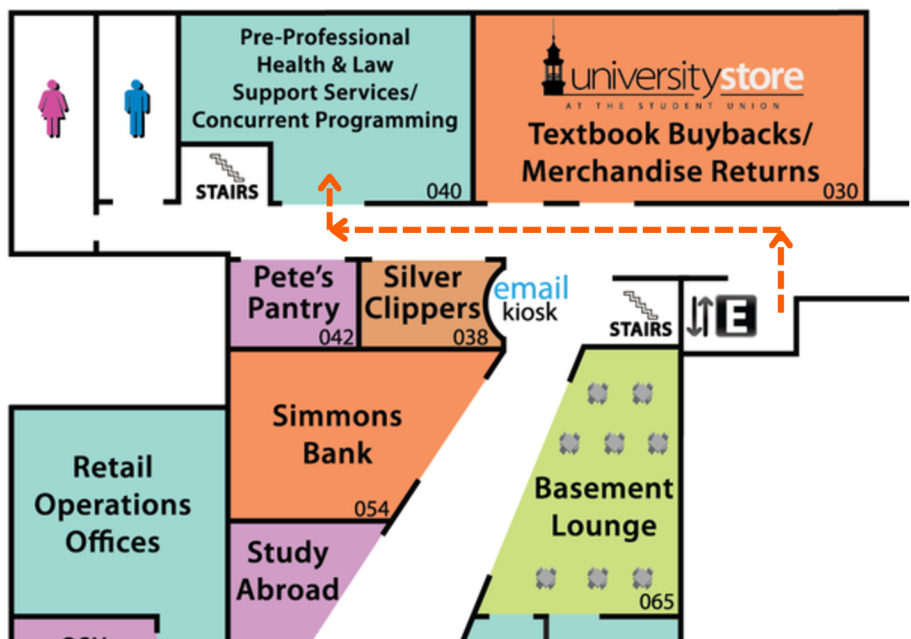 Pre-Professional
Health & Law
Support Services/
Concurrent Programming
040
universitystore
AT THE STUDENT UNION
Textbook Buybacks/
Merchandise Returns
030
STAIRS
Pete's
Pantry
042
Silver
Clippers
038
email
kiosk
STAIRS
E
Simmons
Bank
054
Retail
Operations
Offices
Basement
Lounge
065
Study
Abroad